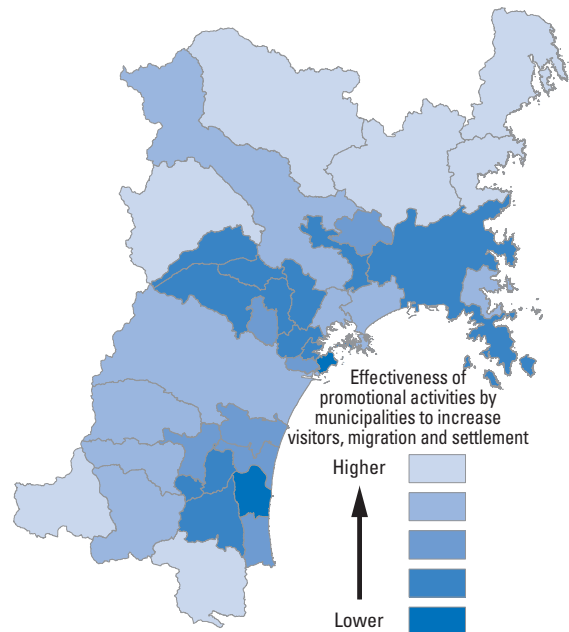 Effectiveness of
promotional activities by
municipalities to increase
visitors, migration and settlement
Higher
Lower